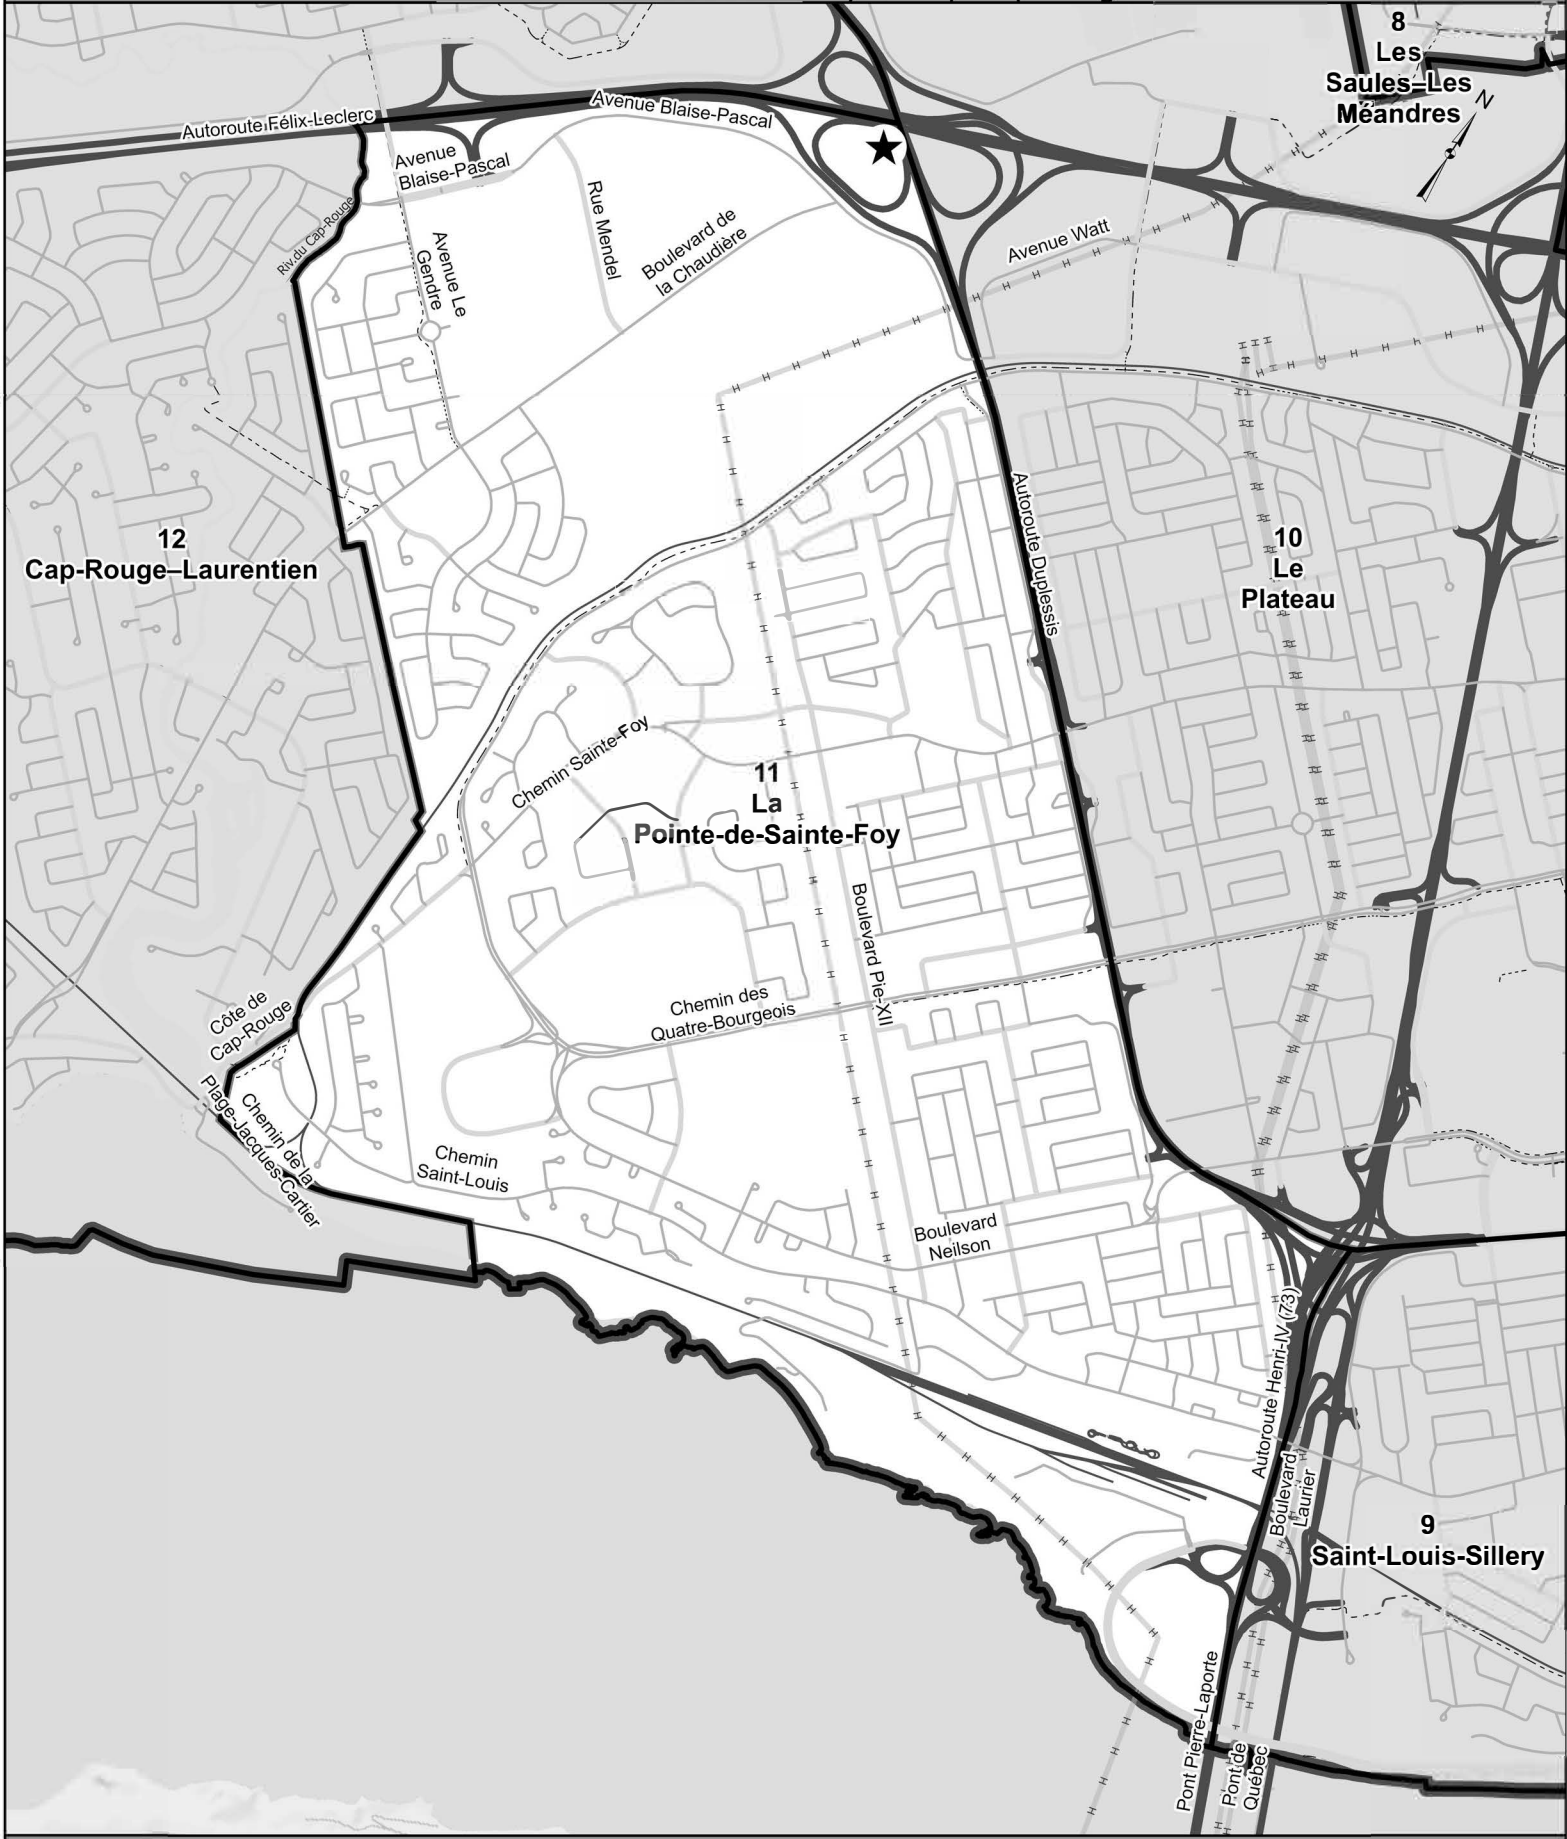 8
Les
Saules–Les
Méandres
N
Autoroute Félix-Leclerc
Avenue Blaise-Pascal
Avenue
Blaise-Pascal
Riv.du Cap-Rouge
Avenue Le
Gendre
Rue Mendel
Boulevard de
la Chaudière
Avenue Watt
12
Cap-Rouge–Laurentien
Autoroute Duplessis
10
Le
Plateau
Chemin Sainte-Foy
11
La
Pointe-de-Sainte-Foy
Boulevard Pie-XII
Chemin des
Quatre-Bourgeois
Côte de
Cap-Rouge
Chemin de la
Plage-Jacques-Cartier
Chemin
Saint-Louis
Boulevard
Neilson
Autoroute Henri-IV (73)
Boulevard
Laurier
9
Saint-Louis-Sillery
Pont Pierre-Laporte
Pont de
Québec